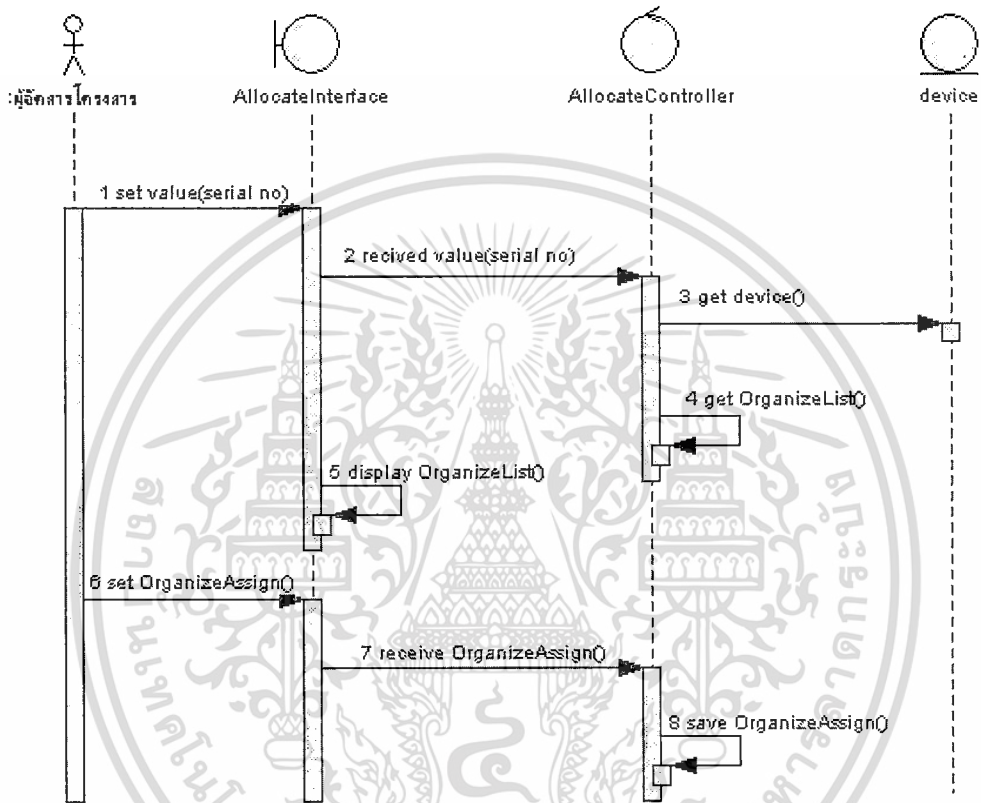 :ผู้จัดการโครงการ
AllocateInterface
AllocateController
device
1 set value(serial no)
2 recived value(serial no)
3 get device()
4 get OrganizeList()
5 display OrganizeList()
6 set OrganizeAssign()
7 receive OrganizeAssign()
8 save OrganizeAssign()